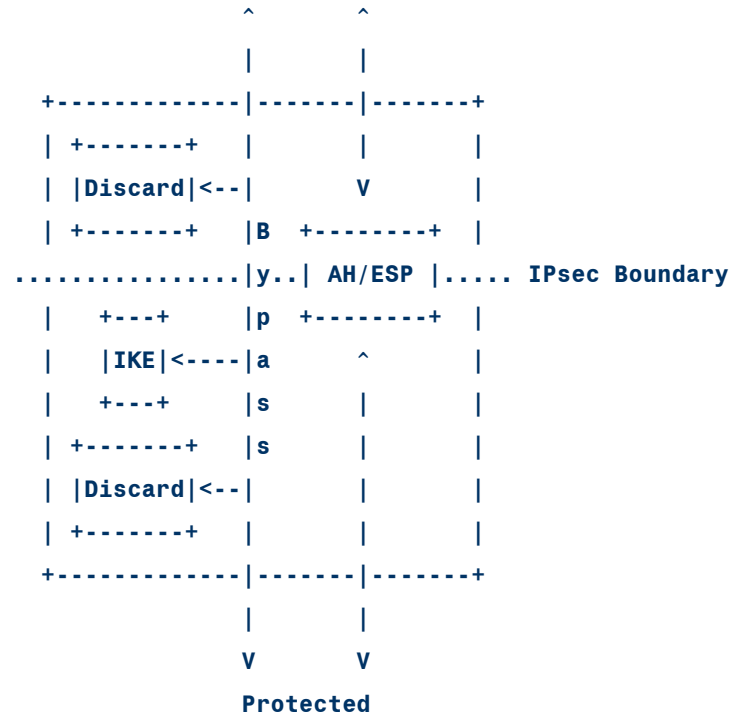 ^            ^
                           |            |
    +-------------|-------|-------+
    | +-------+   |       |       |
    | |Discard|<--|       V       |
    | +-------+   |B  +--------+  |
................|y..| AH/ESP |..... IPsec Boundary
    |   +---+     |p  +--------+  |
    |   |IKE|<----|a      ^       |
    |   +---+     |s      |       |
    | +-------+   |s      |       |
    | |Discard|<--|       |       |
    | +-------+   |       |       |
    +-------------|-------|-------+
                  |       |
                  V       V
                  Protected